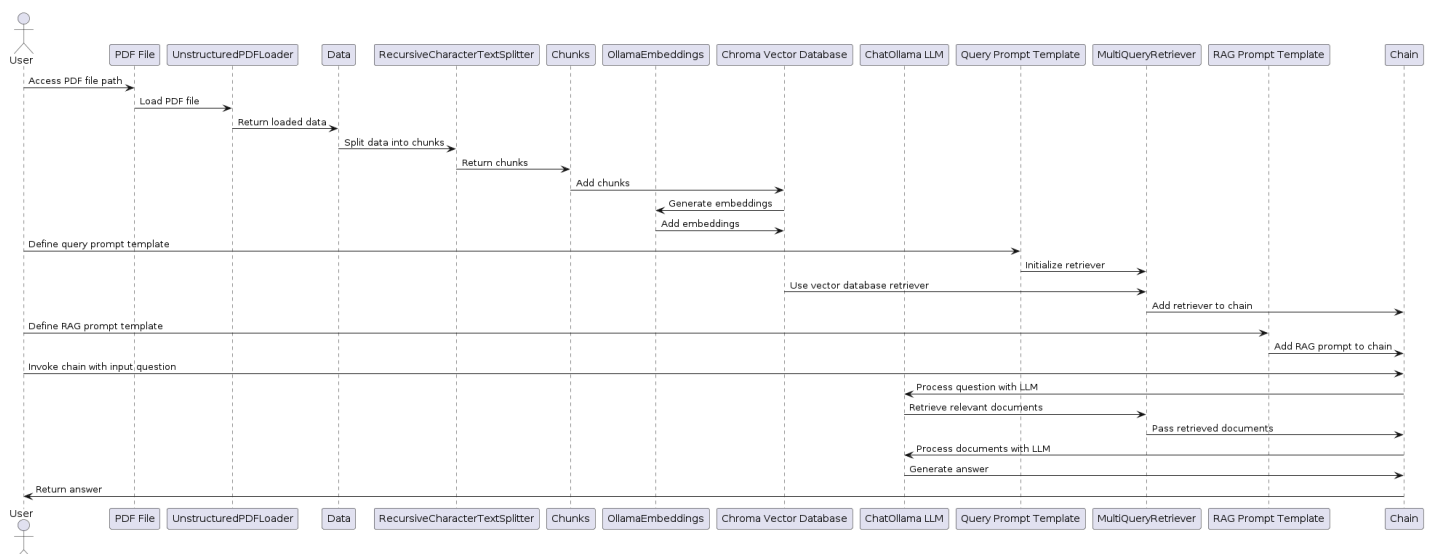 User
PDF File
UnstructuredPDFLoader
Data
RecursiveCharacterTextSplitter
Chunks
OllamaEmbeddings
Chroma Vector Database
ChatOllama LLM
Query Prompt Template
MultiQueryRetriever
RAG Prompt Template
Chain
Access PDF file path
Load PDF file
Return loaded data
Split data into chunks
Return chunks
Add chunks
Generate embeddings
Add embeddings
Define query prompt template
Initialize retriever
Use vector database retriever
Add retriever to chain
Define RAG prompt template
Add RAG prompt to chain
Invoke chain with input question
Process question with LLM
Retrieve relevant documents
Pass retrieved documents
Process documents with LLM
Generate answer
Return answer
User
PDF File
UnstructuredPDFLoader
Data
RecursiveCharacterTextSplitter
Chunks
OllamaEmbeddings
Chroma Vector Database
ChatOllama LLM
Query Prompt Template
MultiQueryRetriever
RAG Prompt Template
Chain